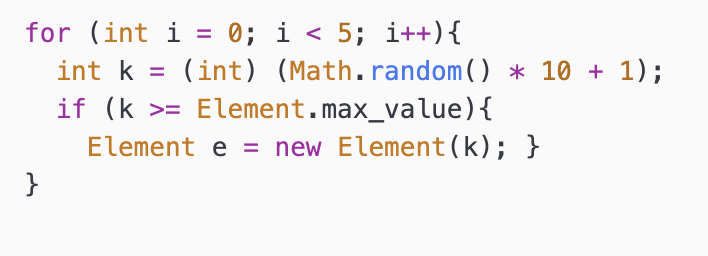 for (int i = 0; i < 5; i++){
  int k = (int) (Math.random() * 10 + 1);
  if (k >= Element.max_value){
    Element e = new Element(k); }
}